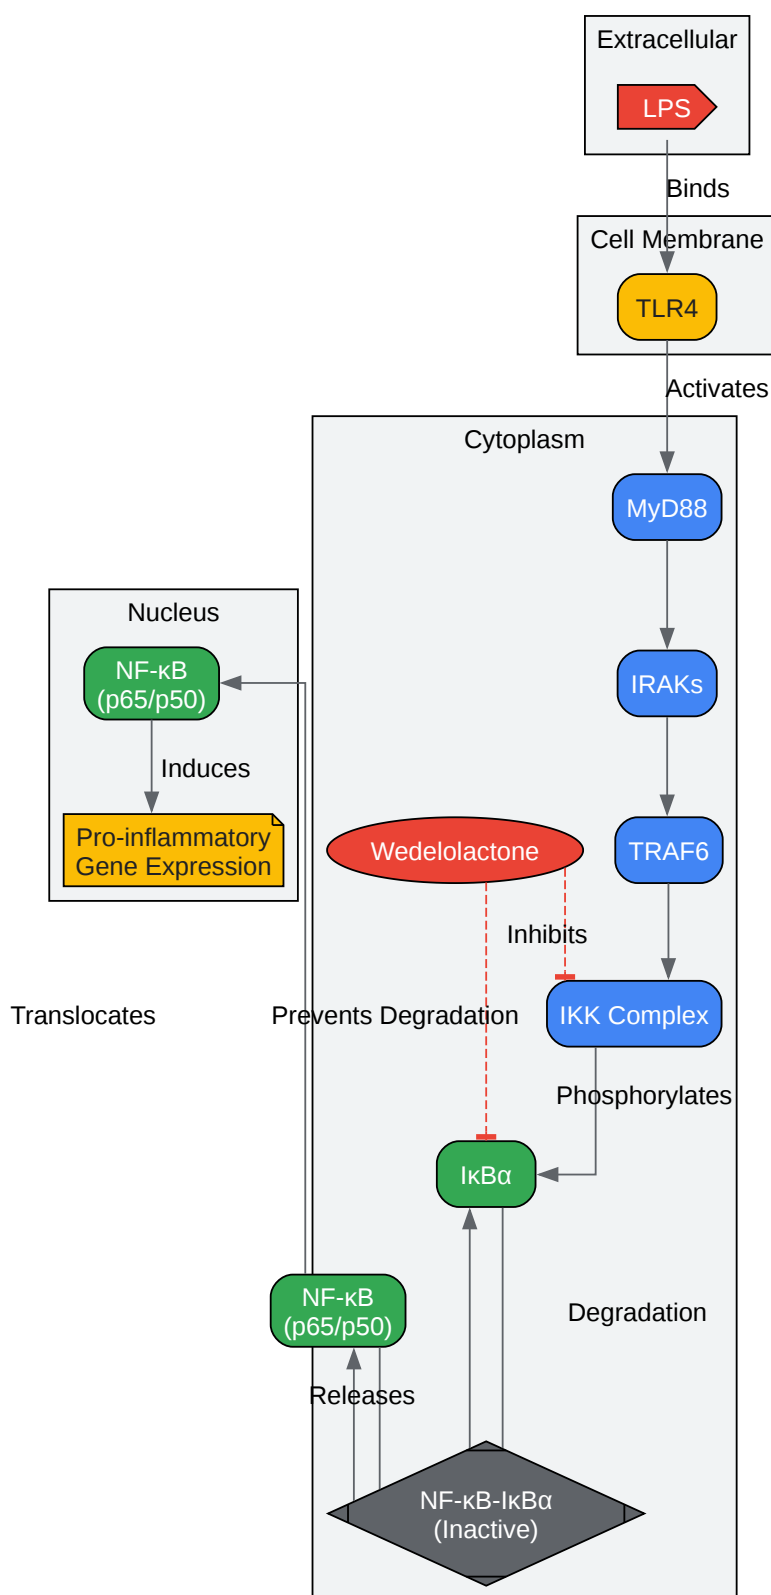 Extracellular
LPS
Binds
Cell Membrane
TLR4
Activates
Cytoplasm
MyD88
Nucleus
NF-κB
(p65/p50)
IRAKs
Induces
Pro-inflammatory
Gene Expression
Wedelolactone
TRAF6
Inhibits
Translocates
Prevents Degradation
IKK Complex
Phosphorylates
IκBα
NF-κB
(p65/p50)
Degradation
Releases
NF-κB-IκBα
(Inactive)